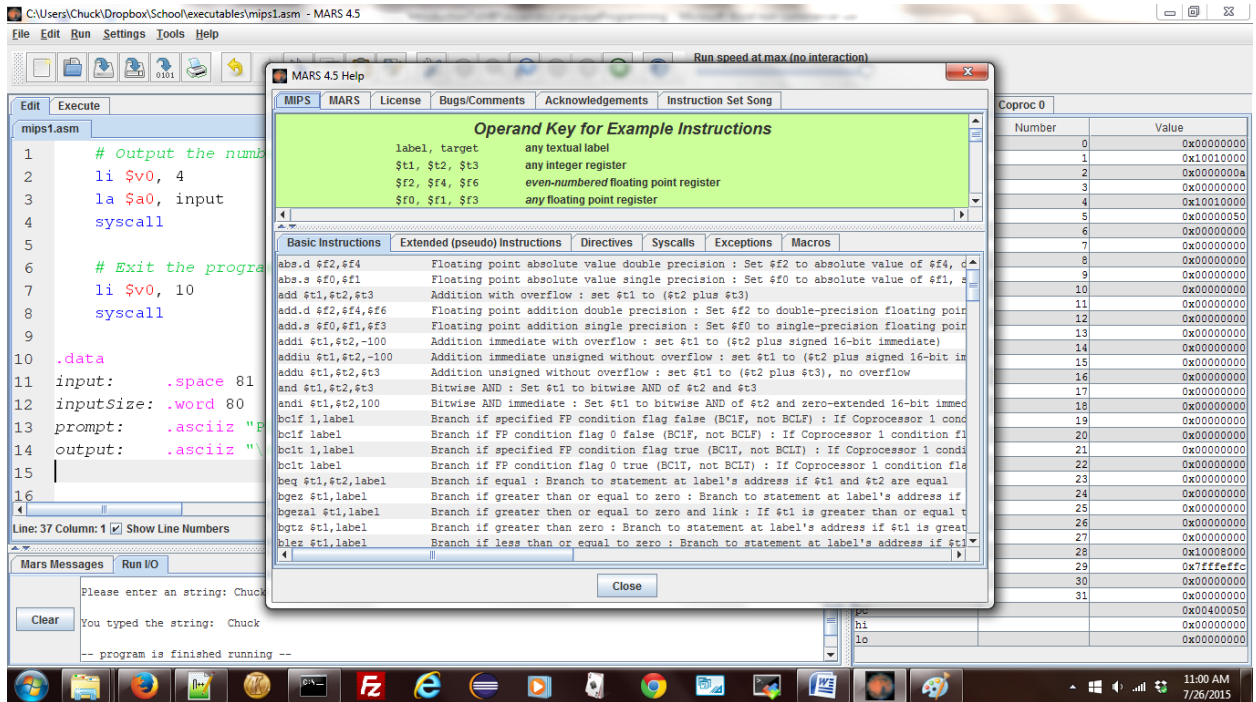 C:\Users\Chuck\Dropbox\School\executables\mips1.asm - MARS 4.5
File Edit Run Settings Tools Help
Run speed at max (no interaction)
Edit Execute
mips1.asm
1 # Output the numb
2 li $v0, 4
3 la $a0, input
4 syscall
5
6 # Exit the progra
7 li $v0, 10
8 syscall
9
10 .data
11 input: .space 81
12 inputSize: .word 80
13 prompt: .asciiz "P
14 output: .asciiz "\
15
16
Line: 37 Column: 1 Show Line Numbers
Mars Messages Run I/O
Clear
Please enter an string: Chuck
You typed the string: Chuck
-- program is finished running --
MARS 4.5 Help
MIPS MARS License Bugs/Comments Acknowledgements Instruction Set Song
Operand Key for Example Instructions
label, target any textual label
$t1, $t2, $t3 any integer register
$f2, $f4, $f6 even-numbered floating point register
$f0, $f1, $f3 any floating point register
Basic Instructions Extended (pseudo) Instructions Directives Syscalls Exceptions Macros
abs.d $f2,$f4 Floating point absolute value double precision : Set $f2 to absolute value of $f4, d
abs.s $f0,$f1 Floating point absolute value single precision : Set $f0 to absolute value of $f1, s
add $t1,$t2,$t3 Addition with overflow : set $t1 to ($t2 plus $t3)
add.d $f2,$f4,$f6 Floating point addition double precision : Set $f2 to double-precision floating poin
add.s $f0,$f1,$f3 Floating point addition single precision : Set $f0 to single-precision floating poin
addi $t1,$t2,-100 Addition immediate with overflow : set $t1 to ($t2 plus signed 16-bit immediate)
addiu $t1,$t2,-100 Addition immediate unsigned without overflow : set $t1 to ($t2 plus signed 16-bit im
addu $t1,$t2,$t3 Addition unsigned without overflow : set $t1 to ($t2 plus $t3), no overflow
and $t1,$t2,$t3 Bitwise AND : Set $t1 to bitwise AND of $t2 and $t3
andi $t1,$t2,100 Bitwise AND immediate : Set $t1 to bitwise AND of $t2 and zero-extended 16-bit immed
bc1f 1,label Branch if specified FP condition flag false (BC1F, not BCLF) : If Coprocessor 1 cond
bc1f label Branch if FP condition flag 0 false (BC1F, not BCLF) : If Coprocessor 1 condition fl
bc1t 1,label Branch if specified FP condition flag true (BC1T, not BCLT) : If Coprocessor 1 condi
bc1t label Branch if FP condition flag 0 true (BC1T, not BCLT) : If Coprocessor 1 condition fla
beq $t1,$t2,label Branch if equal : Branch to statement at label's address if $t1 and $t2 are equal
bgez $t1,label Branch if greater than or equal to zero : Branch to statement at label's address if
bgezal $t1,label Branch if greater then or equal to zero and link : If $t1 is greater than or equal t
bgtz $t1,label Branch if greater than zero : Branch to statement at label's address if $t1 is great
blez $t1,label Branch if less than or equal to zero : Branch to statement at label's address if $t1
Close
Coproc 0
Number Value
0 0x00000000
1 0x10010000
2 0x0000000a
3 0x00000000
4 0x10010000
5 0x00000050
6 0x00000000
7 0x00000000
8 0x00000000
9 0x00000000
10 0x00000000
11 0x00000000
12 0x00000000
13 0x00000000
14 0x00000000
15 0x00000000
16 0x00000000
17 0x00000000
18 0x00000000
19 0x00000000
20 0x00000000
21 0x00000000
22 0x00000000
23 0x00000000
24 0x00000000
25 0x00000000
26 0x00000000
27 0x00000000
28 0x10008000
29 0x7fffeffc
30 0x00000000
31 0x00000000
pc 0x00400050
hi 0x00000000
lo 0x00000000
11:00 AM
7/26/2015